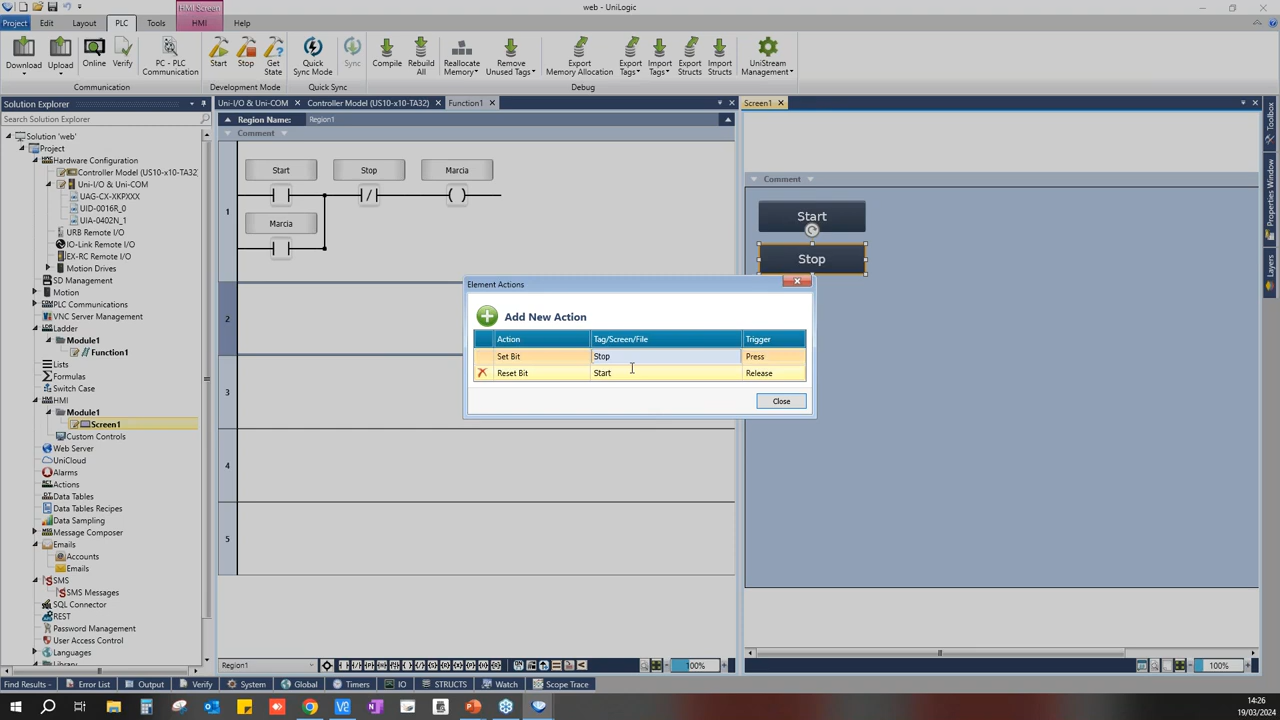 HMI Screen
web - UniLogic
Project Edit Layout PLC Tools HMI Help
Download Upload Online Verify PC - PLC Communication Start Stop Get State Quick Sync Mode Sync Compile Rebuild All Reallocate Memory Remove Unused Tags Export Memory Allocation Export Tags Import Tags Export Structs Import Structs UniStream Management
Communication Development Mode Quick Sync Debug
Solution Explorer
Search Solution Explorer
Solution 'web'
Project
Hardware Configuration
Controller Model (US10-x10-TA32
Uni-I/O & Uni-COM
UAG-CX-XKPXXX
UID-0016R_0
UIA-0402N_1
URB Remote I/O
IO-Link Remote I/O
EX-RC Remote I/O
Motion Drives
SD Management
Motion
PLC Communications
VNC Server Management
Ladder
Module1
// Function1
Lists
Formulas
Switch Case
HMI
Module1
Screen1
Custom Controls
Web Server
UniCloud
Alarms
Actions
Data Tables
Data Tables Recipes
Data Sampling
Message Composer
Emails
Accounts
Emails
SMS
SMS Messages
SQL Connector
REST
Password Management
User Access Control
Languages
Library
Uni-I/O & Uni-COM Controller Model (US10-x10-TA32) Function1
Region Name: Region1
Comment
Start Stop Marcia
1
Marcia
2
3
4
5
Region1
100%
Screen1
Comment
Start
Stop
100%
Toolbox
Properties Window
Layers
Element Actions
Add New Action
Action Tag/Screen/File Trigger
Set Bit Stop Press
Reset Bit Start Release
Close
Find Results Error List Output Verify System Global Timers IO STRUCTS Watch Scope Trace
14:26
19/03/2024